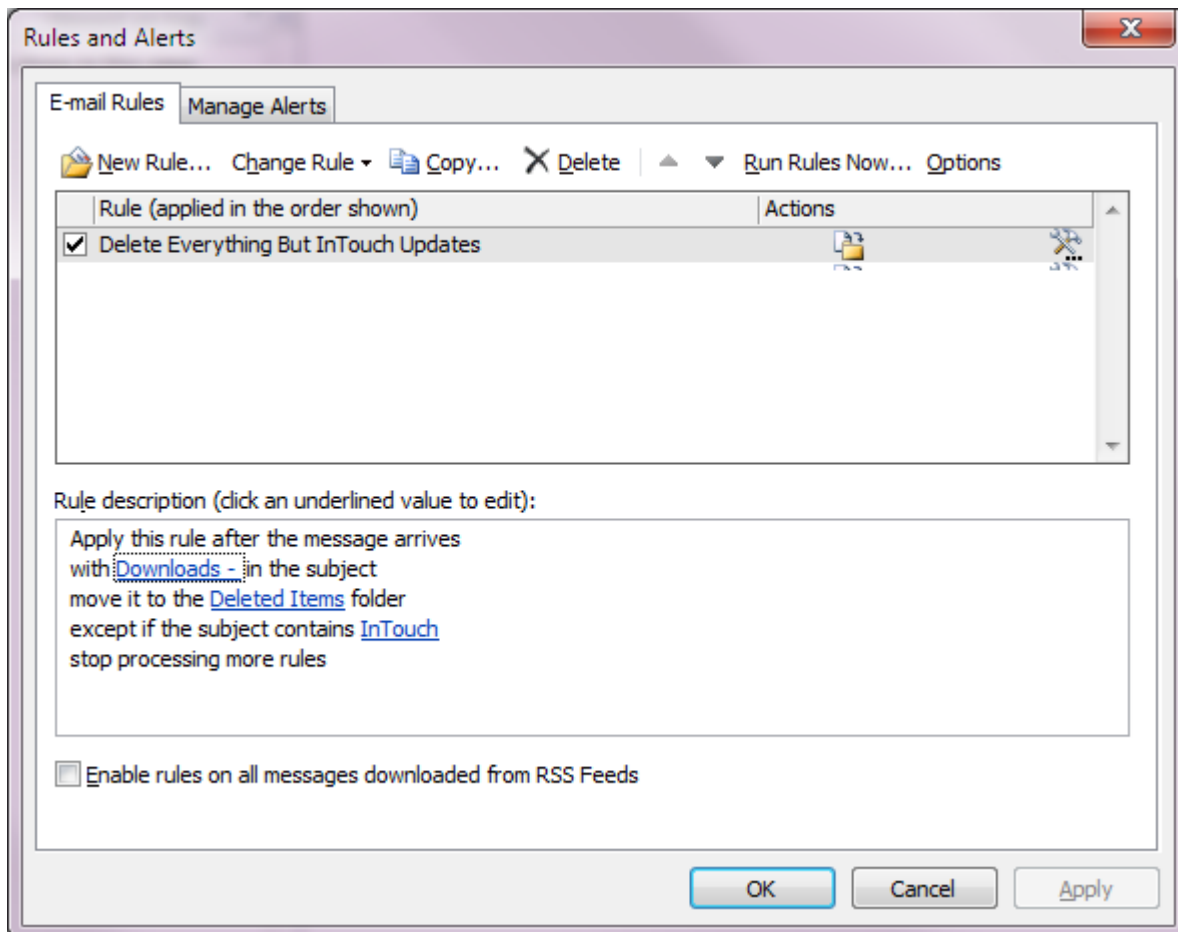 Rules and Alerts
E-mail Rules
Manage Alerts
New Rule... Change Rule Copy... Delete Run Rules Now... Options
Rule (applied in the order shown) Actions
Delete Everything But InTouch Updates
Rule description (click an underlined value to edit):
Apply this rule after the message arrives
with Downloads - in the subject
move it to the Deleted Items folder
except if the subject contains InTouch
stop processing more rules
Enable rules on all messages downloaded from RSS Feeds
OK Cancel Apply